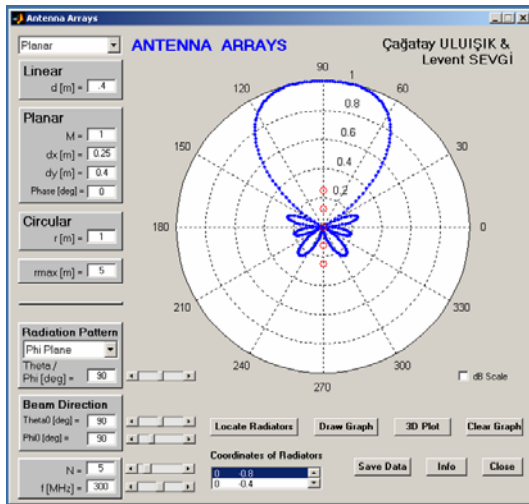 Antenna Arrays
Planar
ANTENNA ARRAYS
Çağatay ULUIŞIK &
Levent SEVGİ
Linear
d [m] = .4
Planar
M = 1
dx [m] = 0.25
dy [m] = 0.4
Phase [deg] = 0
Circular
r [m] = 1
rmax [m] = 5
Radiation Pattern
Phi Plane
Theta /
Phi [deg] = 90
Beam Direction
Theta0 [deg] = 90
Phi0 [deg] = 90
N = 5
f [MHz] = 300
90
1
120
60
0.8
0.6
150
30
0.4
0.2
180
0
210
330
240
300
270
dB Scale
Locate Radiators
Draw Graph
3D Plot
Clear Graph
Coordinates of Radiators
0 -0.8
0 -0.4
Save Data
Info
Close